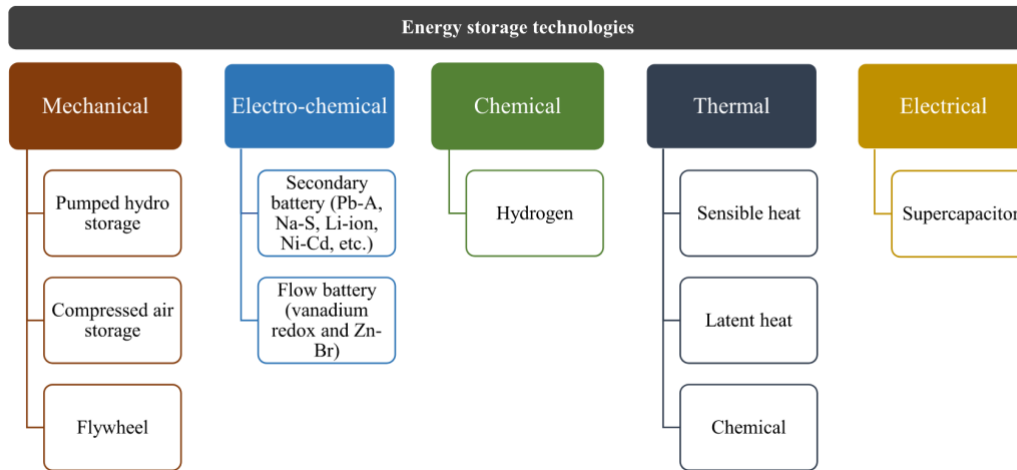 Energy storage technologies
Mechanical
Electro-chemical
Chemical
Thermal
Electrical
Pumped hydro
storage
Secondary
battery (Pb-A,
Na-S, Li-ion,
Ni-Cd, etc.)
Hydrogen
Sensible heat
Supercapacitor
Compressed air
storage
Flow battery
(vanadium
redox and Zn-
Br)
Latent heat
Flywheel
Chemical